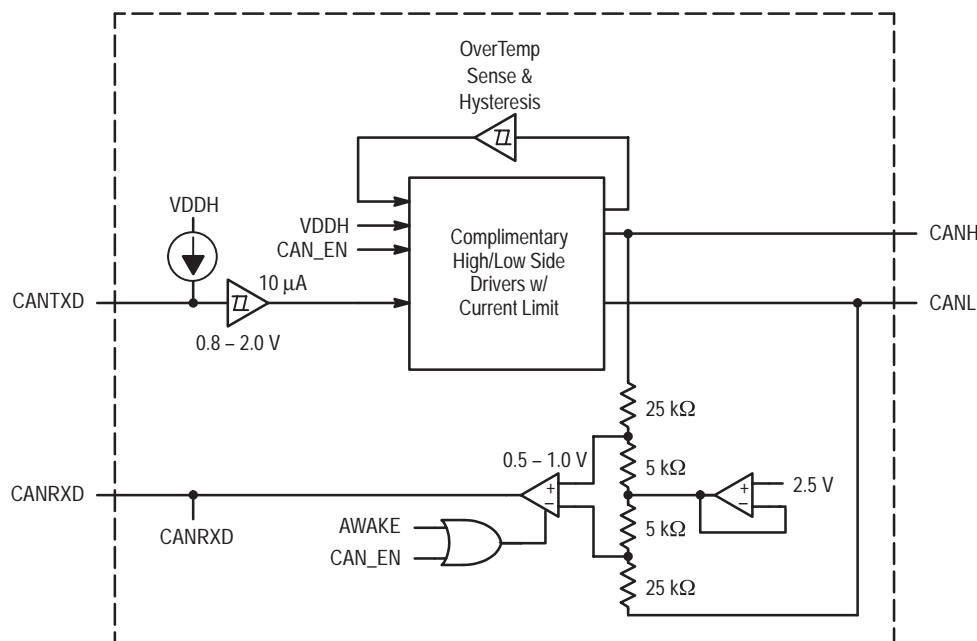 OverTemp
Sense &
Hysteresis
VDDH
VDDH
CAN_EN
Complimentary
High/Low Side
Drivers w/
Current Limit
CANH
10 µA
CANTXD
CANL
0.8 – 2.0 V
25 kΩ
0.5 – 1.0 V
+
–
5 kΩ
+
–
2.5 V
CANRXD
CANRXD
AWAKE
CAN_EN
5 kΩ
25 kΩ